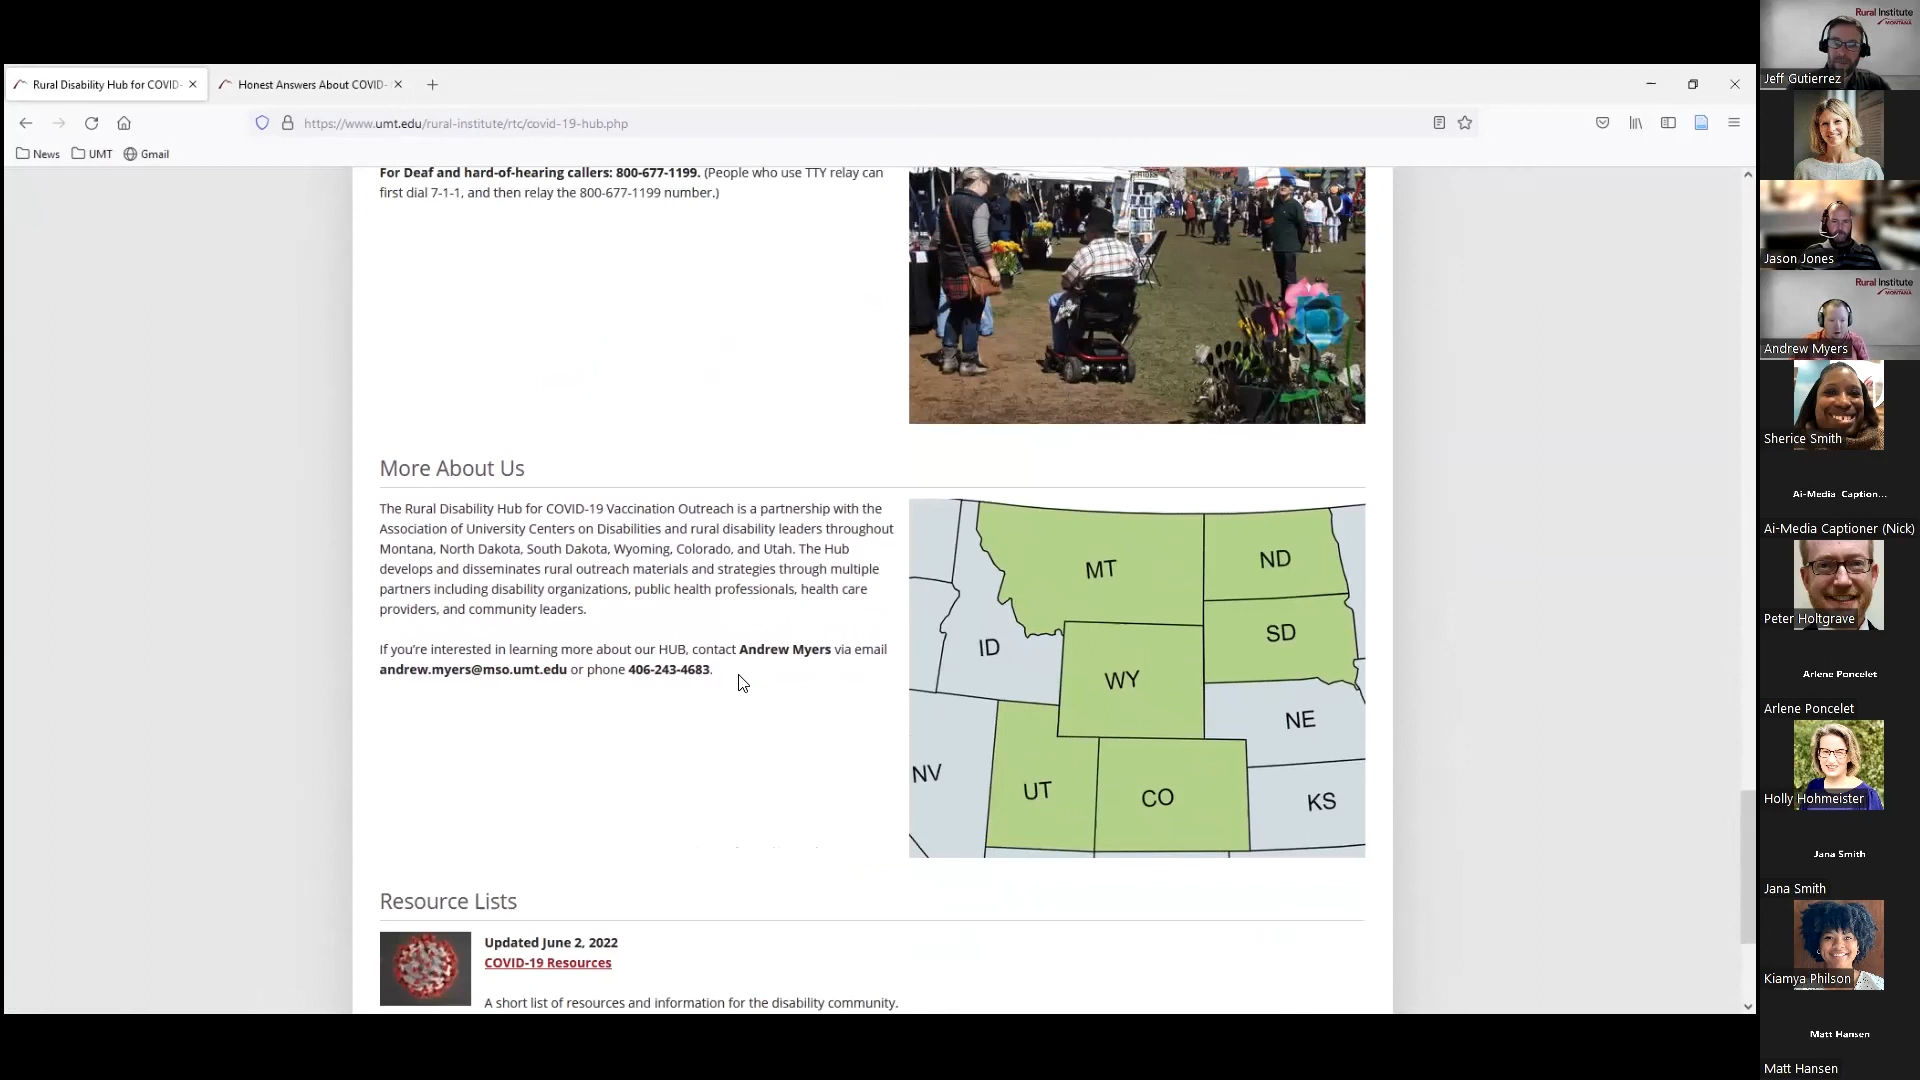 Rural Disability Hub for COVID-
Honest Answers About COVID-
https://www.umt.edu/rural-institute/rtc/covid-19-hub.php
News
UMT
Gmail
For Deaf and hard-of-hearing callers: 800-677-1199. (People who use TTY relay can
first dial 7-1-1, and then relay the 800-677-1199 number.)
More About Us
The Rural Disability Hub for COVID-19 Vaccination Outreach is a partnership with the
Association of University Centers on Disabilities and rural disability leaders throughout
Montana, North Dakota, South Dakota, Wyoming, Colorado, and Utah. The Hub
develops and disseminates rural outreach materials and strategies through multiple
partners including disability organizations, public health professionals, health care
providers, and community leaders.
If you're interested in learning more about our HUB, contact Andrew Myers via email
andrew.myers@mso.umt.edu or phone 406-243-4683.
MT
ND
ID
SD
WY
NE
NV
UT
CO
KS
Resource Lists
Updated June 2, 2022
COVID-19 Resources
A short list of resources and information for the disability community.
Rural Institute
MONTANA
Jeff Gutierrez
Jason Jones
Rural Institute
MONTANA
Andrew Myers
Sherice Smith
Ai-Media Caption...
Ai-Media Captioner (Nick)
Peter Holtgrave
Arlene Poncelet
Arlene Poncelet
Holly Hohmeister
Jana Smith
Jana Smith
Kiamya Philson
Matt Hansen
Matt Hansen